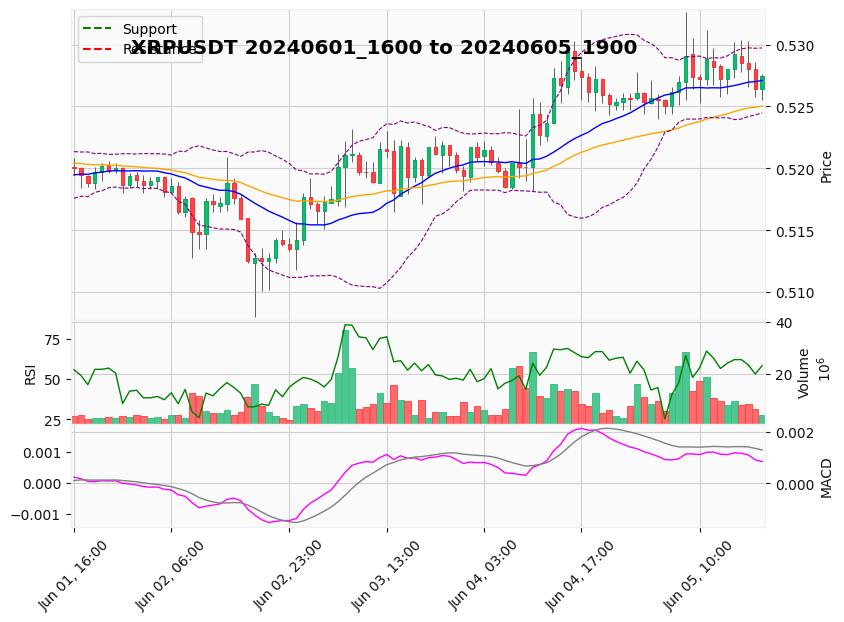 XRPUSDT 20240601_1600 to 20240605_1900
Support
Resistance
0.530
0.525
0.520
0.515
0.510
Price
75
50
25
RSI
40
20
Volume
10^6
0.001
0.000
−0.001
0.002
0.000
MACD
Jun 01, 16:00
Jun 02, 06:00
Jun 02, 23:00
Jun 03, 13:00
Jun 04, 03:00
Jun 04, 17:00
Jun 05, 10:00